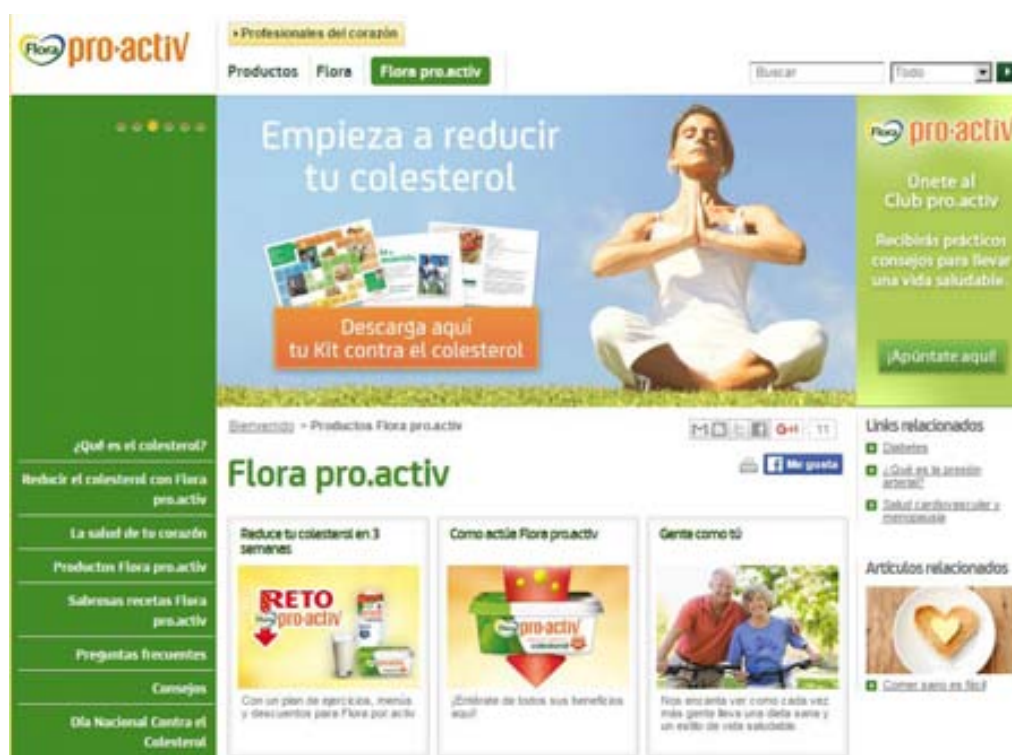 Flora pro·activ
Profesionales del corazón
Productos Flora Flora pro.activ
Buscar
Todo
Empieza a reducir
tu colesterol
Descarga aquí
tu Kit contra el colesterol
Flora pro·activ
Únete al
Club pro.activ
Recibirás prácticos
consejos para llevar
una vida saludable.
¡Apúntate aquí!
¿Qué es el colesterol?
Reducir el colesterol con Flora
pro.activ
La salud de tu corazón
Productos Flora pro.activ
Sabrosas recetas Flora
pro.activ
Preguntas frecuentes
Consejos
Día Nacional Contra el
Colesterol
Bienvenido > Productos Flora pro.activ
G+1 11
Me gusta
Flora pro.activ
Reduce tu colesterol en 3
semanas
RETO
Flora pro·activ
Con un plan de ejercicios, menús
y descuentos para Flora por activ
Como actúa Flora pro.activ
Flora pro·activ
colesterol
¡Entérate de todos sus beneficios
aquí!
Gente como tú
Nos encanta ver como cada vez
más gente lleva una dieta sana y
un estilo de vida saludable
Links relacionados
Diabetes
¿Qué es la presión
arterial?
Salud cardiovascular y
menopausia
Artículos relacionados
Comer sano es fácil